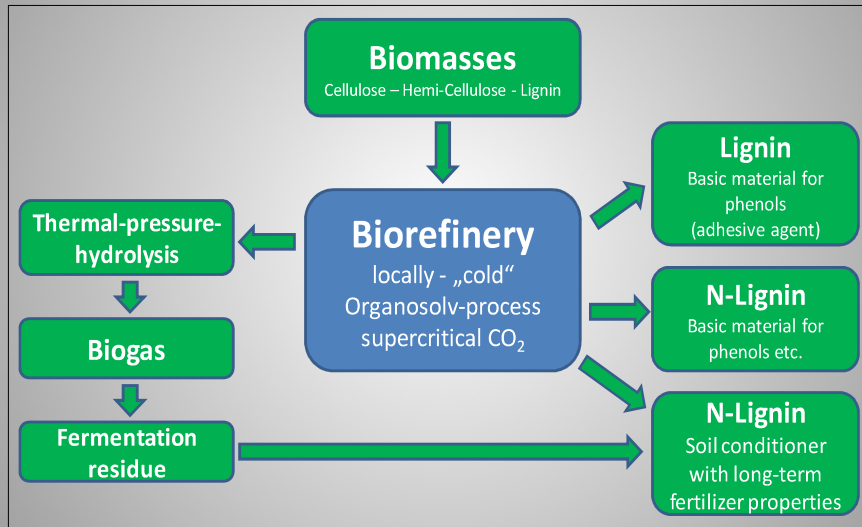 Biomasses
Cellulose – Hemi-Cellulose - Lignin
Lignin
Basic material for
phenols
(adhesive agent)
Thermal-pressure-
hydrolysis
Biorefinery
locally - „cold“
Organosolv-process
supercritical CO₂
N-Lignin
Basic material for
phenols etc.
Biogas
Fermentation
residue
N-Lignin
Soil conditioner
with long-term
fertilizer properties